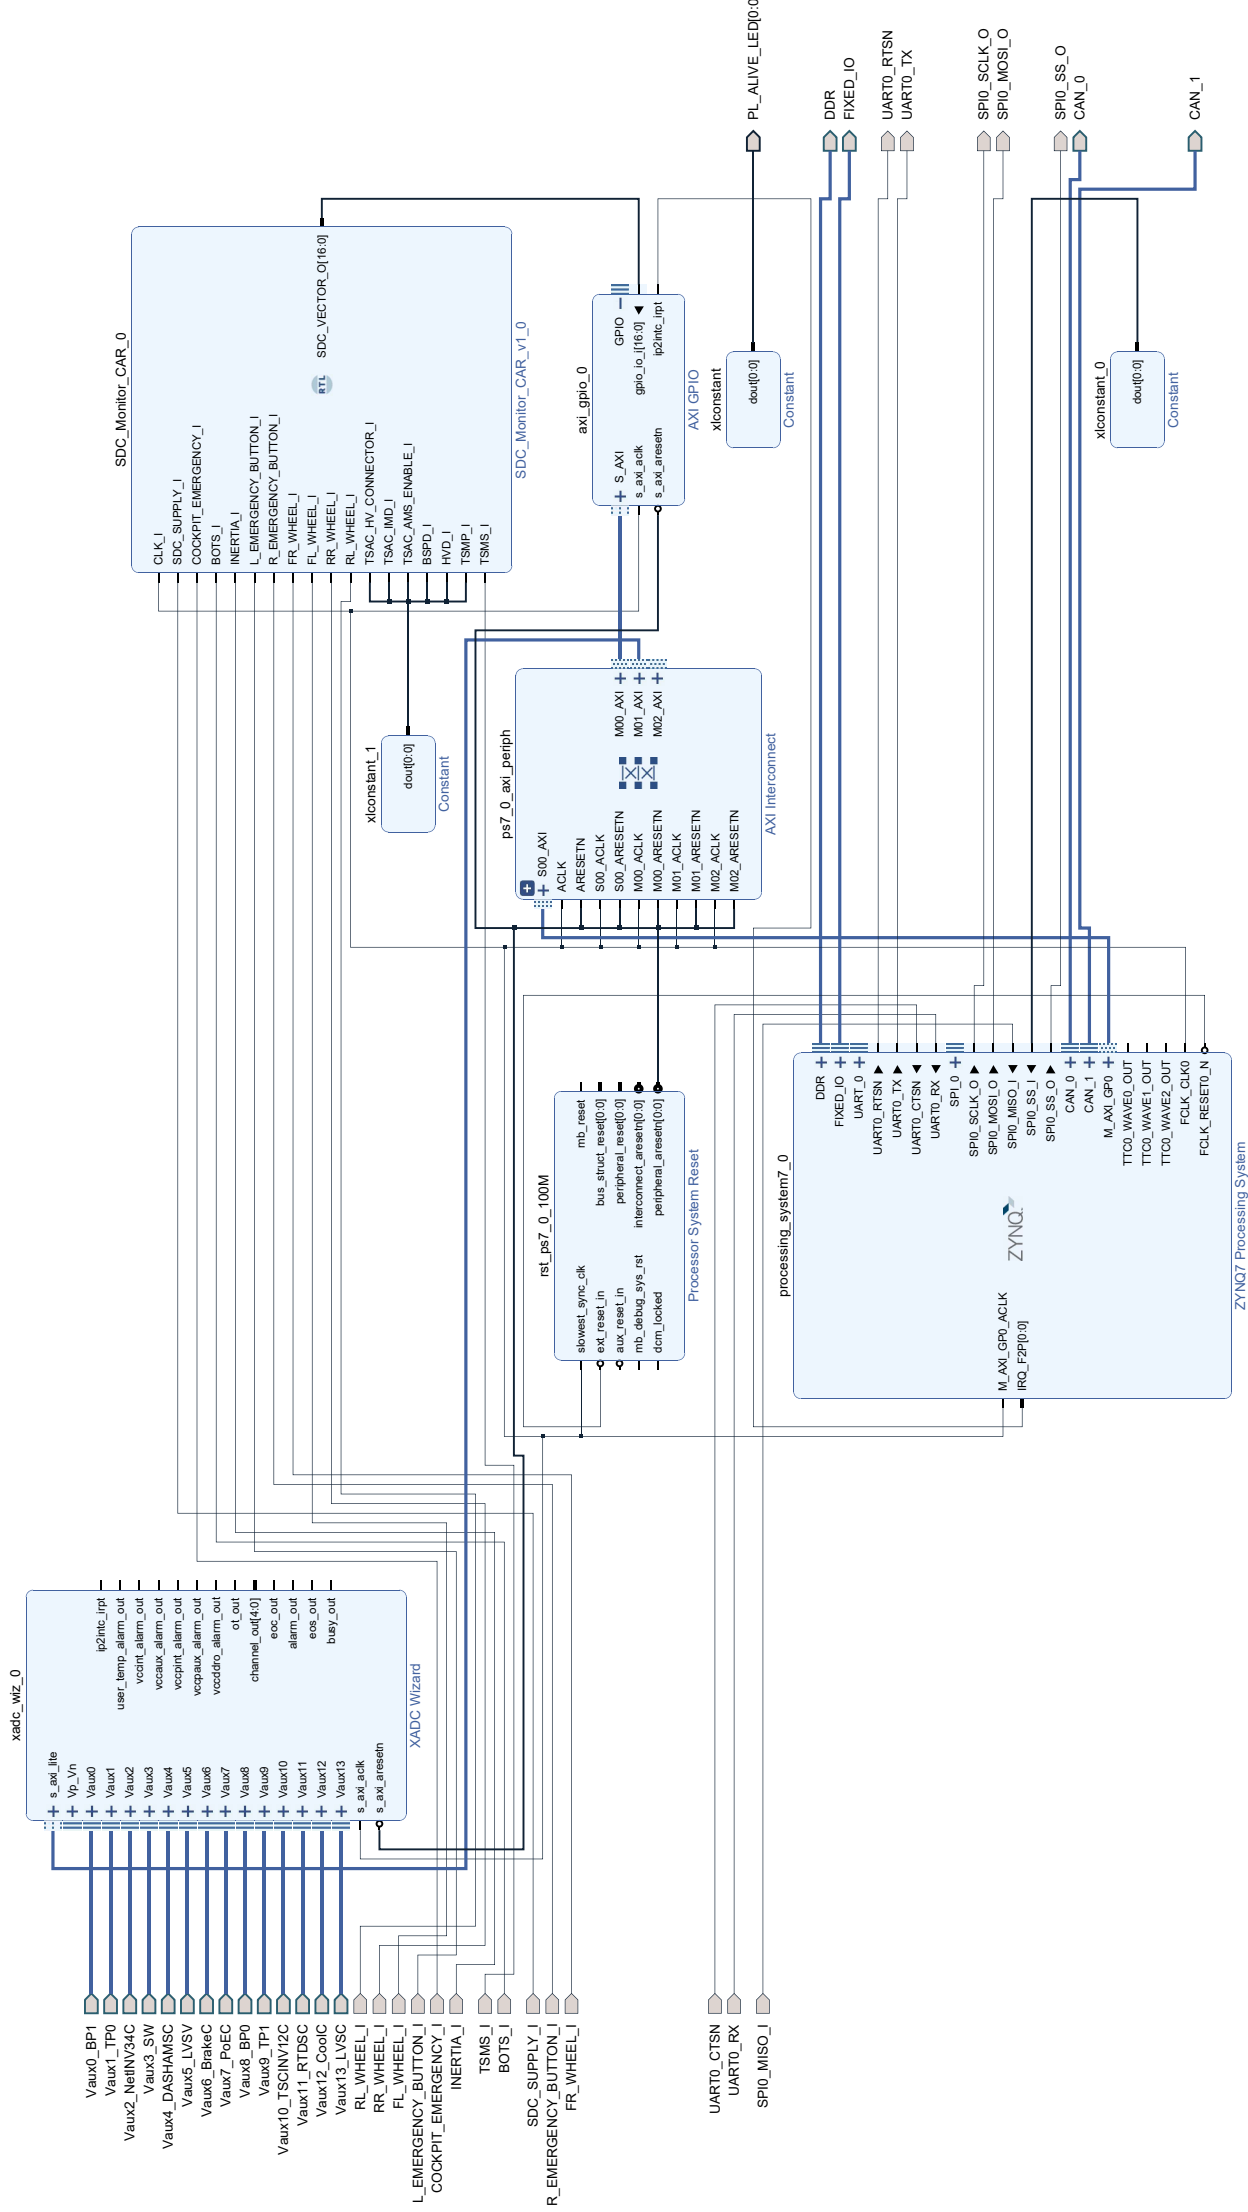 Vaux0_BP1
Vaux1_TP0
Vaux2_NetINV34C
Vaux3_SW
Vaux4_DASHAMSC
Vaux5_LVSV
Vaux6_BrakeC
Vaux7_PoEC
Vaux8_BP0
Vaux9_TP1
Vaux10_TSCINV12C
Vaux11_RTDSC
Vaux12_CoolC
Vaux13_LVSC
RL_WHEEL_I
RR_WHEEL_I
FL_WHEEL_I
L_EMERGENCY_BUTTON_I
COCKPIT_EMERGENCY_I
INERTIA_I
TSMS_I
BOTS_I
SDC_SUPPLY_I
R_EMERGENCY_BUTTON_I
FR_WHEEL_I
UART0_CTSN
UART0_RX
SPI0_MISO_I
xadc_wiz_0
s_axi_lite
Vp_Vn
Vaux0
Vaux1
Vaux2
Vaux3
Vaux4
Vaux5
Vaux6
Vaux7
Vaux8
Vaux9
Vaux10
Vaux11
Vaux12
Vaux13
s_axi_aclk
s_axi_aresetn
ip2intc_irpt
user_temp_alarm_out
vccint_alarm_out
vccaux_alarm_out
vccpint_alarm_out
vccpaux_alarm_out
vccddro_alarm_out
ot_out
channel_out[4:0]
eoc_out
alarm_out
eos_out
busy_out
XADC Wizard
rst_ps7_0_100M
slowest_sync_clk
ext_reset_in
aux_reset_in
mb_debug_sys_rst
dcm_locked
mb_reset
bus_struct_reset[0:0]
peripheral_reset[0:0]
interconnect_aresetn[0:0]
peripheral_aresetn[0:0]
Processor System Reset
processing_system7_0
M_AXI_GP0_ACLK
IRQ_F2P[0:0]
ZYNQ
DDR
FIXED_IO
UART_0
UART0_RTSN
UART0_TX
UART0_CTSN
UART0_RX
SPI_0
SPI0_SCLK_O
SPI0_MOSI_O
SPI0_MISO_I
SPI0_SS_I
SPI0_SS_O
CAN_0
CAN_1
M_AXI_GP0
TTC0_WAVE0_OUT
TTC0_WAVE1_OUT
TTC0_WAVE2_OUT
FCLK_CLK0
FCLK_RESET0_N
ZYNQ7 Processing System
xlconstant_1
dout[0:0]
Constant
ps7_0_axi_periph
S00_AXI
ACLK
ARESETN
S00_ACLK
S00_ARESETN
M00_ACLK
M00_ARESETN
M01_ACLK
M01_ARESETN
M02_ACLK
M02_ARESETN
M00_AXI
M01_AXI
M02_AXI
AXI Interconnect
SDC_Monitor_CAR_0
CLK_I
SDC_SUPPLY_I
COCKPIT_EMERGENCY_I
BOTS_I
INERTIA_I
L_EMERGENCY_BUTTON_I
R_EMERGENCY_BUTTON_I
FR_WHEEL_I
FL_WHEEL_I
RR_WHEEL_I
RL_WHEEL_I
TSAC_HV_CONNECTOR_I
TSAC_IMD_I
TSAC_AMS_ENABLE_I
BSPD_I
HVD_I
TSMP_I
TSMS_I
RTL
SDC_VECTOR_O[16:0]
SDC_Monitor_CAR_v1_0
axi_gpio_0
S_AXI
s_axi_aclk
s_axi_aresetn
GPIO
gpio_io_i[16:0]
ip2intc_irpt
AXI GPIO
xlconstant
dout[0:0]
Constant
xlconstant_0
dout[0:0]
Constant
PL_ALIVE_LED[0:0
DDR
FIXED_IO
UART0_RTSN
UART0_TX
SPI0_SCLK_O
SPI0_MOSI_O
SPI0_SS_O
CAN_0
CAN_1